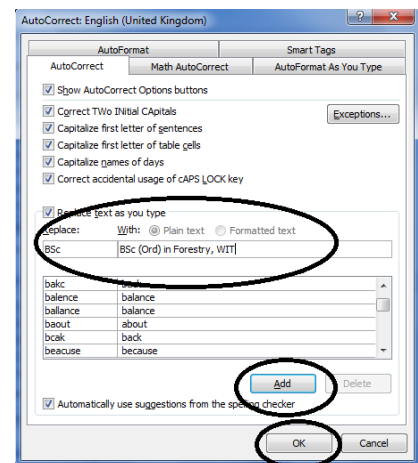 AutoCorrect: English (United Kingdom)
AutoFormat Smart Tags
AutoCorrect Math AutoCorrect AutoFormat As You Type
Show AutoCorrect Options buttons
Correct TWo INitial CApitals Exceptions...
Capitalize first letter of sentences
Capitalize first letter of table cells
Capitalize names of days
Correct accidental usage of cAPS LOCK key
Replace text as you type
Replace: With: Plain text Formatted text
BSc BSc (Ord) in Forestry, WIT
bakc back
balence balance
ballance balance
baout about
bcak back
beacuse because
Add Delete
Automatically use suggestions from the spelling checker
OK Cancel